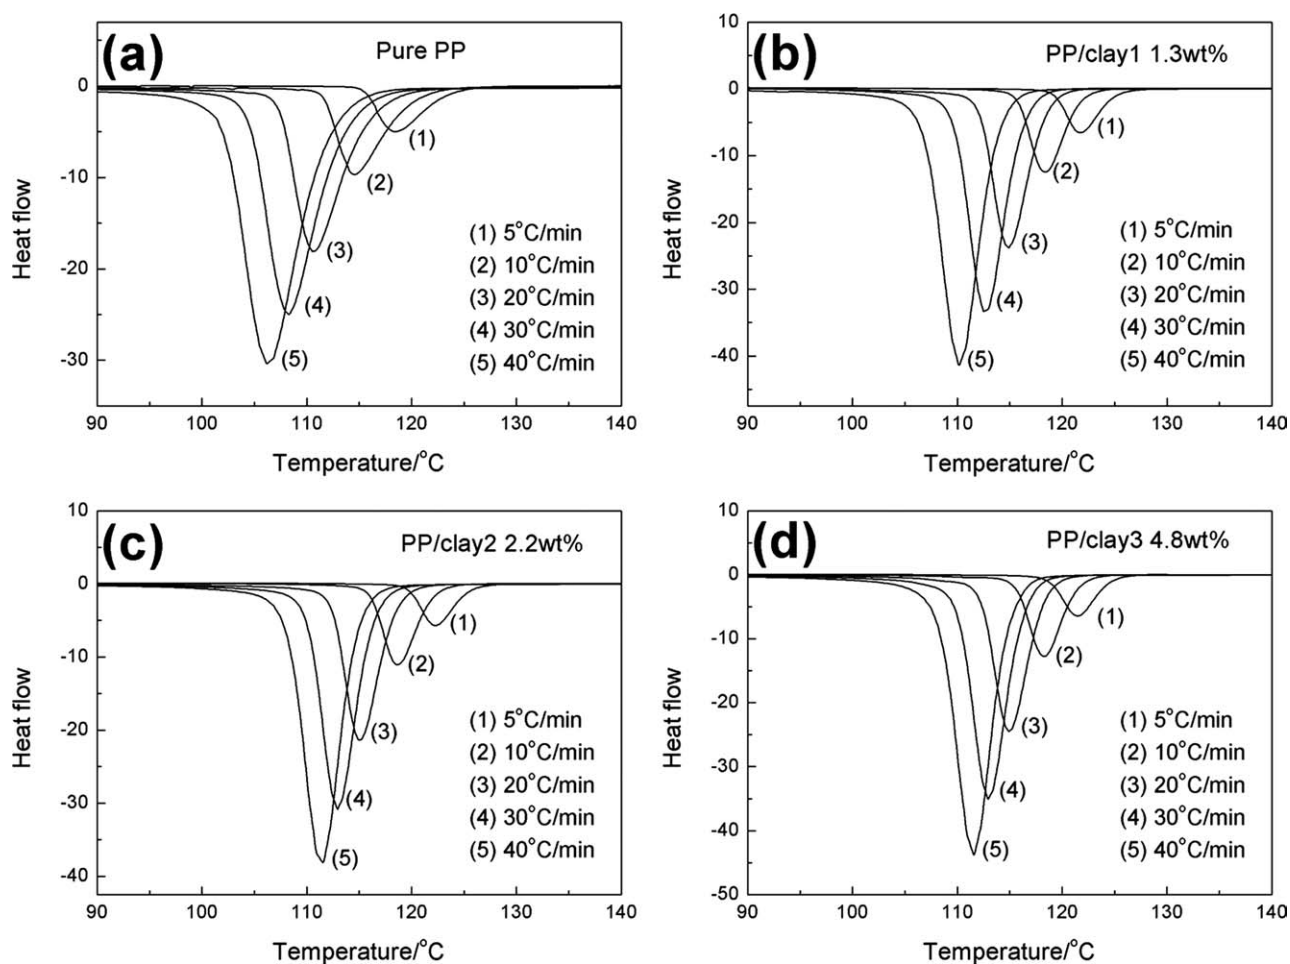 (a)
Pure PP
0
-10
-20
-30
Heat flow
(1)
(2)
(3)
(4)
(5)
(1) 5°C/min
(2) 10°C/min
(3) 20°C/min
(4) 30°C/min
(5) 40°C/min
90 100 110 120 130 140
Temperature/°C
(b)
PP/clay1 1.3wt%
10
0
-10
-20
-30
-40
Heat flow
(1)
(2)
(3)
(4)
(5)
(1) 5°C/min
(2) 10°C/min
(3) 20°C/min
(4) 30°C/min
(5) 40°C/min
90 100 110 120 130 140
Temperature/°C
(c)
PP/clay2 2.2wt%
10
0
-10
-20
-30
-40
Heat flow
(1)
(2)
(3)
(4)
(5)
(1) 5°C/min
(2) 10°C/min
(3) 20°C/min
(4) 30°C/min
(5) 40°C/min
90 100 110 120 130 140
Temperature/°C
(d)
PP/clay3 4.8wt%
10
0
-10
-20
-30
-40
-50
Heat flow
(1)
(2)
(3)
(4)
(5)
(1) 5°C/min
(2) 10°C/min
(3) 20°C/min
(4) 30°C/min
(5) 40°C/min
90 100 110 120 130 140
Temperature/°C